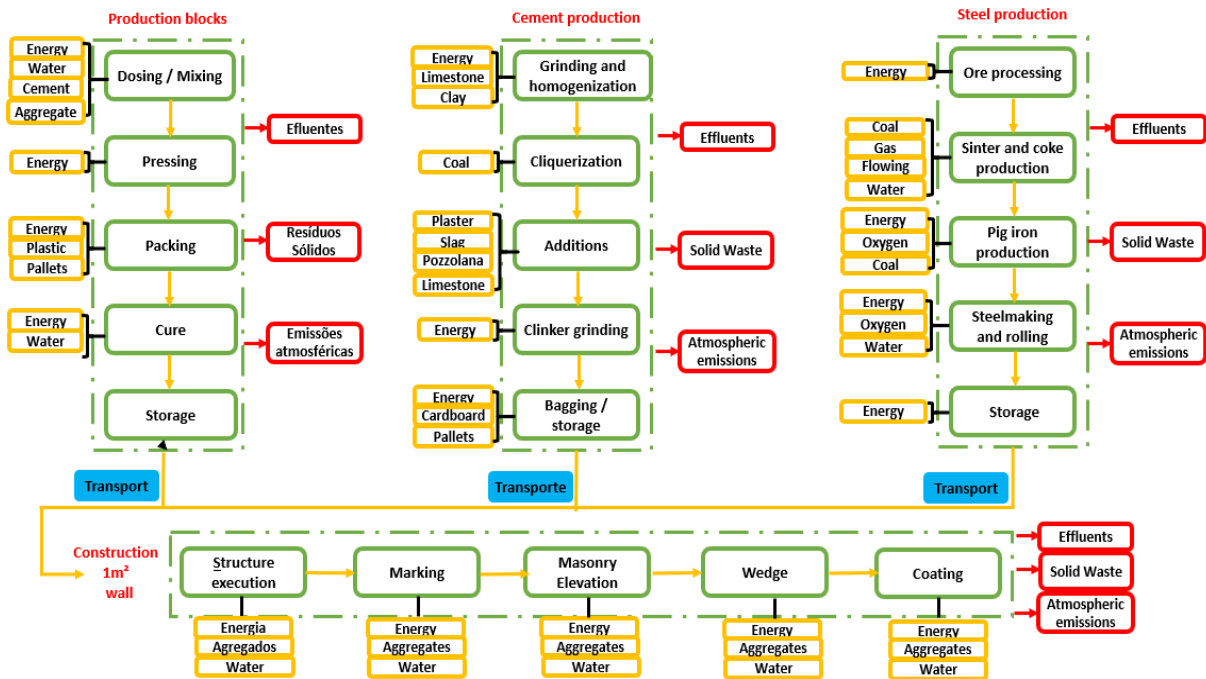 Production blocks
Energy
Water
Cement
Aggregate
Dosing / Mixing
Energy
Pressing
Energy
Plastic
Pallets
Packing
Energy
Water
Cure
Storage
Efluentes
Resíduos
Sólidos
Emissões
atmosféricas
Cement production
Energy
Limestone
Clay
Grinding and
homogenization
Coal
Cliquerization
Plaster
Slag
Pozzolana
Limestone
Additions
Energy
Clinker grinding
Energy
Cardboard
Pallets
Bagging /
storage
Effluents
Solid Waste
Atmospheric
emissions
Steel production
Energy
Ore processing
Coal
Gas
Flowing
Water
Sinter and coke
production
Energy
Oxygen
Coal
Pig iron
production
Energy
Oxygen
Water
Steelmaking
and rolling
Energy
Storage
Effluents
Solid Waste
Atmospheric
emissions
Transport
Transporte
Transport
Construction
1m²
wall
Structure
execution
Marking
Masonry
Elevation
Wedge
Coating
Energia
Agregados
Water
Energy
Aggregates
Water
Energy
Aggregates
Water
Energy
Aggregates
Water
Energy
Aggregates
Water
Effluents
Solid Waste
Atmospheric
emissions